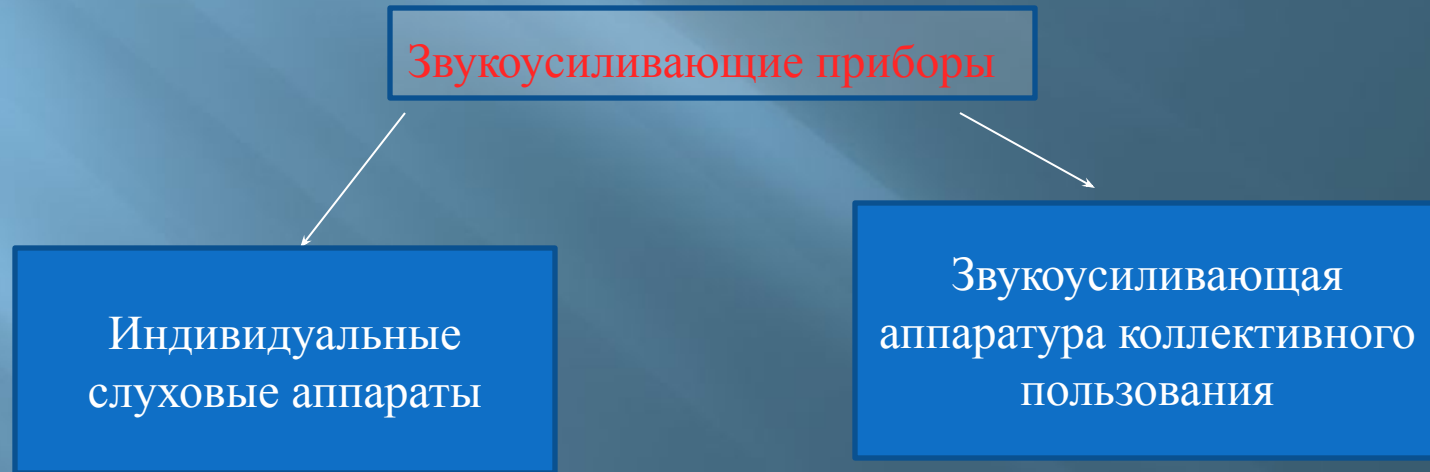 Звукоусиливающие приборы
Индивидуальные
слуховые аппараты
Звукоусиливающая
аппаратура коллективного
пользования